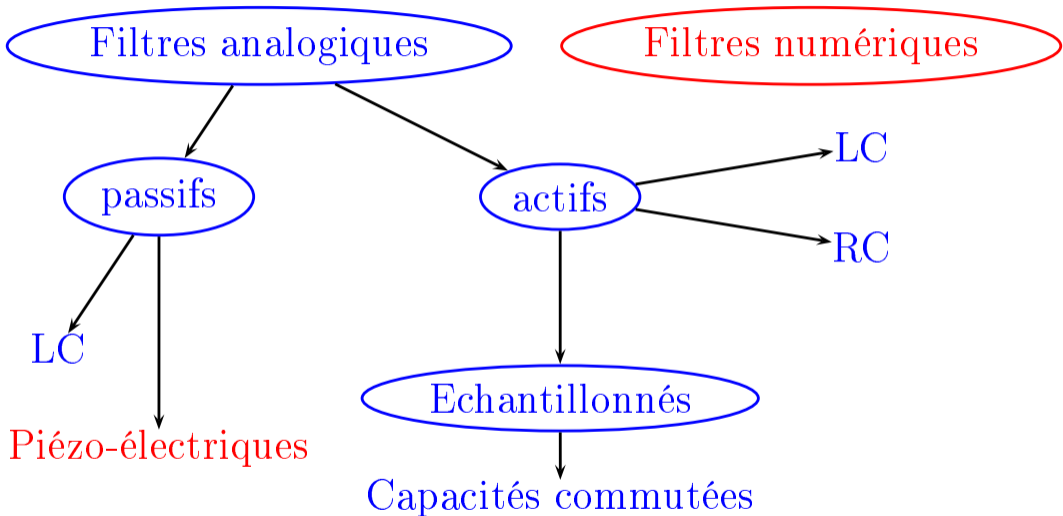 Filtres analogiques
Filtres numériques
passifs
actifs
LC
RC
LC
Echantillonnés
Piézo-électriques
Capacités commutées